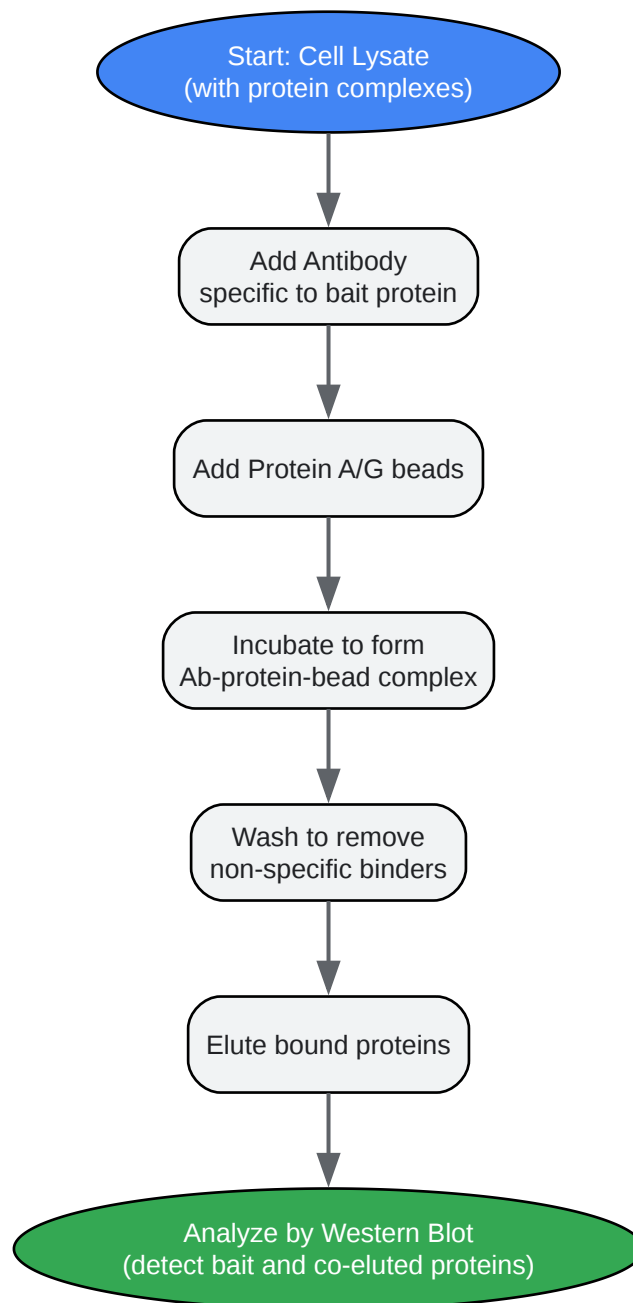 Start: Cell Lysate
(with protein complexes)
Add Antibody
specific to bait protein
Add Protein A/G beads
Incubate to form
Ab-protein-bead complex
Wash to remove
non-specific binders
Elute bound proteins
Analyze by Western Blot
(detect bait and co-eluted proteins)